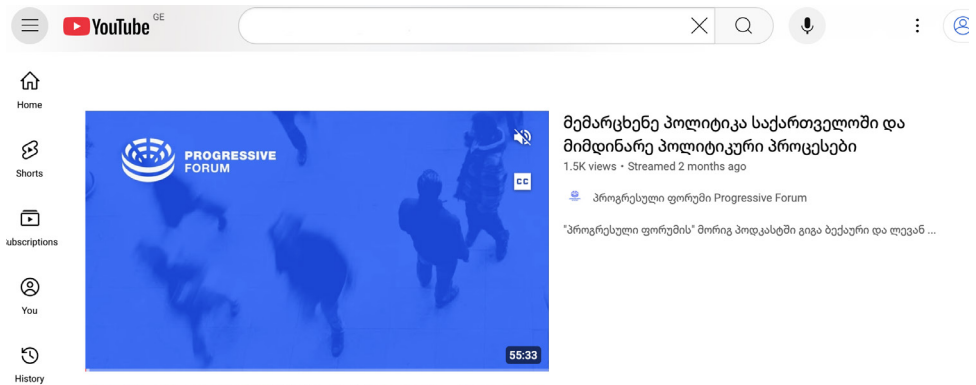 YouTube GE
Home
Shorts
ubscriptions
You
History
PROGRESSIVE
FORUM
CC
55:33
მემარცხენე პოლიტიკა საქართველოში და
მიმდინარე პოლიტიკური პროცესები
1.5K views • Streamed 2 months ago
პროგრესული ფორუმი Progressive Forum
"პროგრესული ფორუმის" მორიგ პოდკასტში გიგა ბექაური და ლევან ...